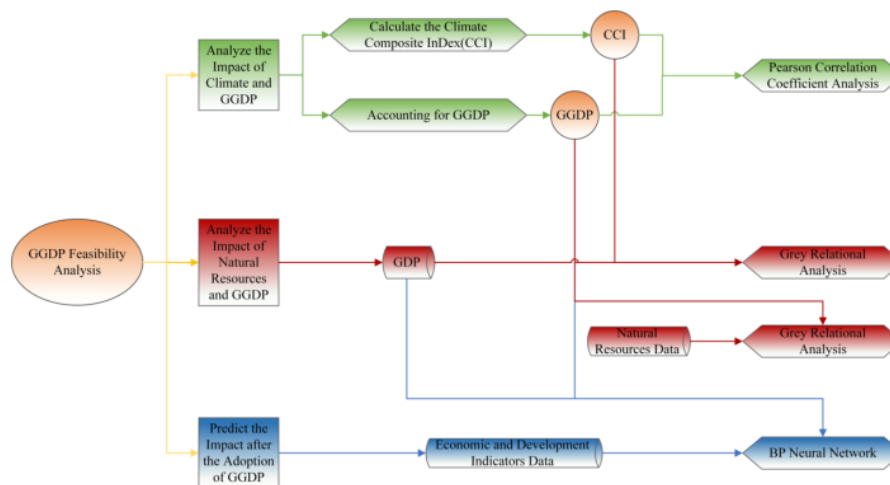 Calculate the Climate
Composite InDex(CCI)
CCI
Analyze the
Impact of
Climate and
GGDP
Pearson Correlation
Coefficient Analysis
Accounting for GGDP
GGDP
GGDP Feasibility
Analysis
Analyze the
Impact of
Natural
Resources
and GGDP
GDP
Grey Relational
Analysis
Natural
Resources Data
Grey Relational
Analysis
Predict the
Impact after
the Adoption
of GGDP
Economic and Development
Indicators Data
BP Neural Network